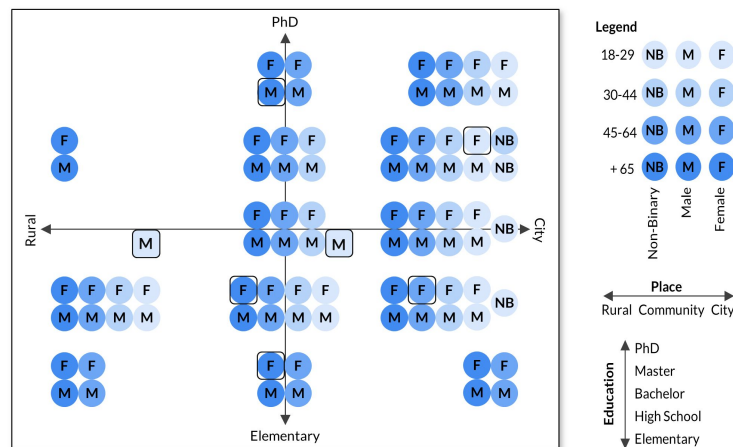 PhD
F F
M M
F F F F
M M M M
F
M
F F F
M M M
F F F F NB
M M M M NB
Rural
M
F F F
M M M M
F F F F
M M M M
NB
City
F F F F
M M M M
F F F F
M M M M
F F F F
M M M M
NB
F F
M M
F F
M M
F F
M M
Elementary
Legend
18-29 NB M F
30-44 NB M F
45-64 NB M F
+65 NB M F
Non-Binary
Male
Female
Place
Rural Community City
Education
PhD
Master
Bachelor
High School
Elementary